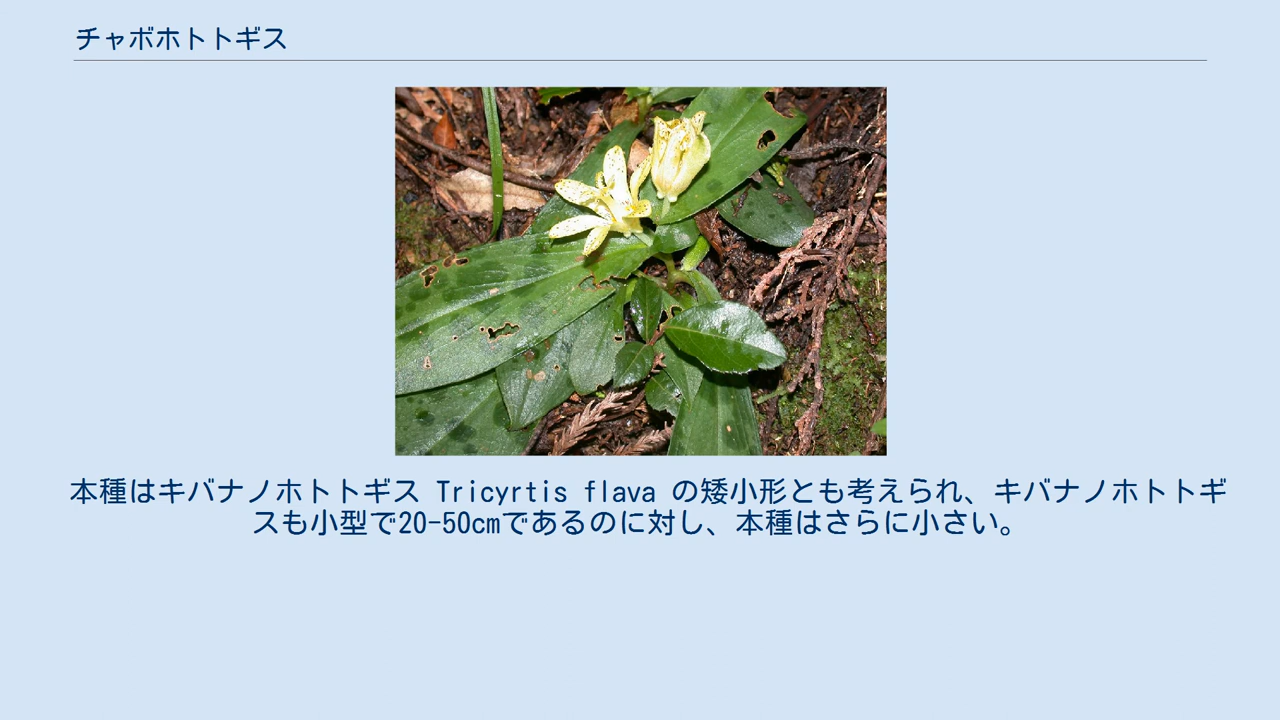 チャボホトトギス
本種はキバナノホトトギス Tricyrtis flava の矮小形とも考えられ、キバナノホトトギ
スも小型で20-50cmであるのに対し、本種はさらに小さい。